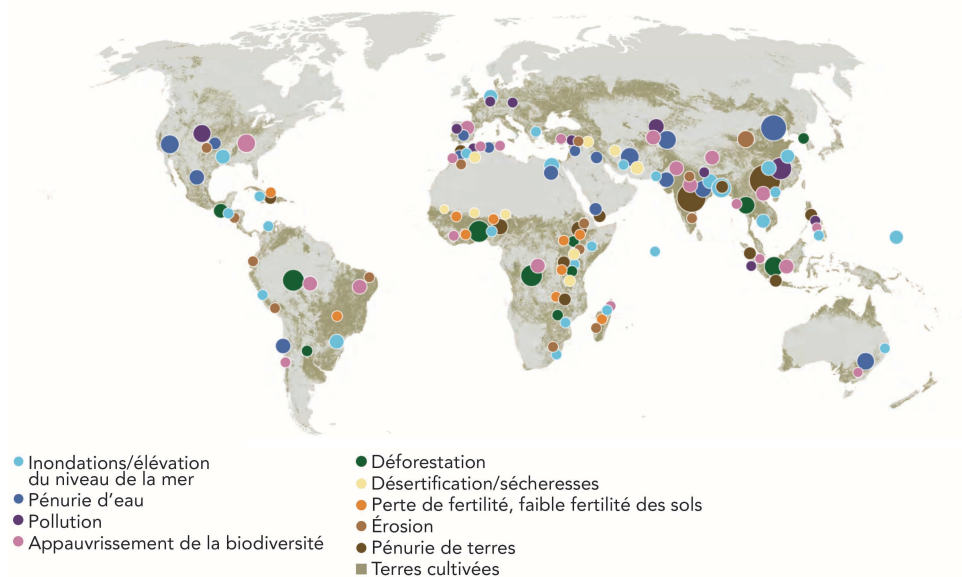 Inondations/élévation
du niveau de la mer
Pénurie d'eau
Pollution
Appauvrissement de la biodiversité
Déforestation
Désertification/sécheresses
Perte de fertilité, faible fertilité des sols
Érosion
Pénurie de terres
Terres cultivées